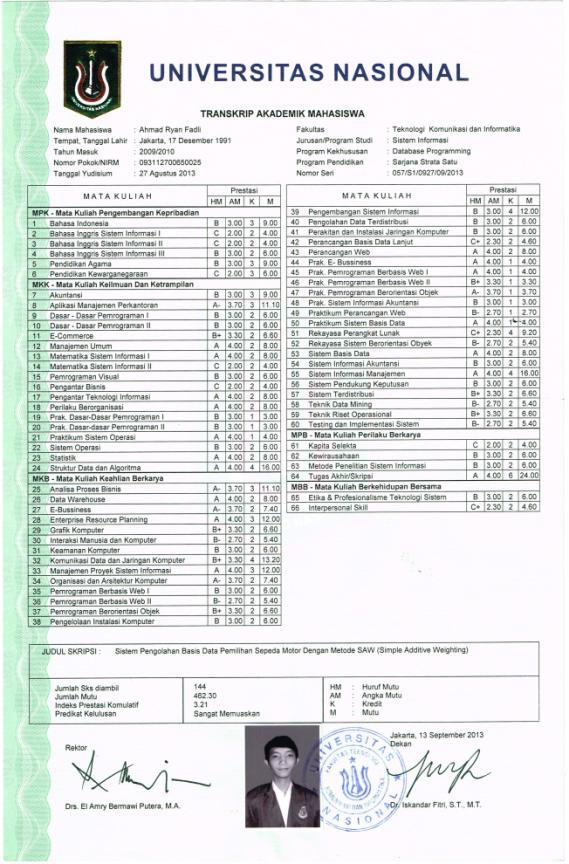 UNIVERSITAS NASIONAL
TRANSKRIP AKADEMIK MAHASISWA
Nama Mahasiswa : Ahmad Ryan Fadli
Tempat, Tanggal Lahir : Jakarta, 17 Desember 1991
Tahun Masuk : 2009/2010
Nomor Pokok/NIRM : 093112700650025
Tanggal Yudisium : 27 Agustus 2013
Fakultas : Teknologi Komunikasi dan Informatika
Jurusan/Program Studi : Sistem Informasi
Program Kekhususan : Database Programming
Program Pendidikan : Sarjana Strata Satu
Nomor Seri : 057/S1/0927/09/2013
MATA KULIAH Prestasi
HM AM K M
MPK - Mata Kuliah Pengembangan Kepribadian
1 Bahasa Indonesia B 3.00 3 9.00
2 Bahasa Inggris Sistem Informasi I C 2.00 2 4.00
3 Bahasa Inggris Sistem Informasi II C 2.00 2 4.00
4 Bahasa Inggris Sistem Informasi III B 3.00 2 6.00
5 Pendidikan Agama B 3.00 3 9.00
6 Pendidikan Kewarganegaraan C 2.00 3 6.00
MKK - Mata Kuliah Keilmuan Dan Ketrampilan
7 Akuntansi B 3.00 3 9.00
8 Aplikasi Manajemen Perkantoran A- 3.70 3 11.10
9 Dasar - Dasar Pemrograman I B 3.00 2 6.00
10 Dasar - Dasar Pemrograman II B 3.00 2 6.00
11 E-Commerce B+ 3.30 2 6.60
12 Manajemen Umum A 4.00 2 8.00
13 Matematika Sistem Informasi I A 4.00 2 8.00
14 Matematika Sistem Informasi II C 2.00 2 4.00
15 Pemrograman Visual B 3.00 2 6.00
16 Pengantar Bisnis C 2.00 2 4.00
17 Pengantar Teknologi Informasi A 4.00 2 8.00
18 Perilaku Berorganisasi A 4.00 2 8.00
19 Prak. Dasar-Dasar Pemrograman I B 3.00 1 3.00
20 Prak. Dasar-dasar Pemrograman II B 3.00 1 3.00
21 Praktikum Sistem Operasi A 4.00 1 4.00
22 Sistem Operasi B 3.00 2 6.00
23 Statistik A 4.00 2 8.00
24 Struktur Data dan Algoritma A 4.00 4 16.00
MKB - Mata Kuliah Keahlian Berkarya
25 Analisa Proses Bisnis A- 3.70 3 11.10
26 Data Warehouse A 4.00 2 8.00
27 E-Bussiness A- 3.70 2 7.40
28 Enterprise Resource Planning A 4.00 3 12.00
29 Grafik Komputer B+ 3.30 2 6.60
30 Interaksi Manusia dan Komputer B- 2.70 2 5.40
31 Keamanan Komputer B 3.00 2 6.00
32 Komunikasi Data dan Jaringan Komputer B+ 3.30 4 13.20
33 Manajemen Proyek Sistem Informasi A 4.00 3 12.00
34 Organisasi dan Arsitektur Komputer A- 3.70 2 7.40
35 Pemrograman Berbasis Web I B 3.00 2 6.00
36 Pemrograman Berbasis Web II B- 2.70 2 5.40
37 Pemrograman Berorientasi Objek B+ 3.30 2 6.60
38 Pengelolaan Instalasi Komputer B 3.00 2 6.00
MATA KULIAH Prestasi
HM AM K M
39 Pengembangan Sistem Informasi B 3.00 4 12.00
40 Pengolahan Data Terdistribusi B 3.00 2 6.00
41 Perakitan dan Instalasi Jaringan Komputer B 3.00 2 6.00
42 Perancangan Basis Data Lanjut C+ 2.30 2 4.60
43 Perancangan Web A 4.00 2 8.00
44 Prak. E- Bussiness A 4.00 1 4.00
45 Prak. Pemrograman Berbasis Web I A 4.00 1 4.00
46 Prak. Pemrograman Berbasis Web II B+ 3.30 1 3.30
47 Prak. Pemrograman Berorientasi Objek A- 3.70 1 3.70
48 Prak. Sistem Informasi Akuntansi B 3.00 1 3.00
49 Praktikum Perancangan Web B- 2.70 1 2.70
50 Praktikum Sistem Basis Data A 4.00 1 4.00
51 Rekayasa Perangkat Lunak C+ 2.30 4 9.20
52 Rekayasa Sistem Berorientasi Obyek B- 2.70 2 5.40
53 Sistem Basis Data A 4.00 2 8.00
54 Sistem Informasi Akuntansi B 3.00 2 6.00
55 Sistem Informasi Manajemen A 4.00 4 16.00
56 Sistem Pendukung Keputusan B 3.00 2 6.00
57 Sistem Terdistribusi B+ 3.30 2 6.60
58 Teknik Data Mining B- 2.70 2 5.40
59 Teknik Riset Operasional B+ 3.30 2 6.60
60 Testing dan Implementasi Sistem B- 2.70 2 5.40
MPB - Mata Kuliah Perilaku Berkarya
61 Kapita Selekta C 2.00 2 4.00
62 Kewirausahaan B 3.00 2 6.00
63 Metode Penelitian Sistem Informasi B 3.00 2 6.00
64 Tugas Akhir/Skripsi A 4.00 6 24.00
MBB - Mata Kuliah Berkehidupan Bersama
65 Etika & Profesionalisme Teknologi Sistem B 3.00 2 6.00
66 Interpersonal Skill C+ 2.30 2 4.60
JUDUL SKRIPSI : Sistem Pengolahan Basis Data Pemilihan Sepeda Motor Dengan Metode SAW (Simple Additive Weighting)
Jumlah Sks diambil 144
Jumlah Mutu 462.30
Indeks Prestasi Komulatif 3.21
Predikat Kelulusan Sangat Memuaskan
HM : Huruf Mutu
AM : Angka Mutu
K : Kredit
M : Mutu
Jakarta, 13 September 2013
Rektor
Dekan
UNIVERSITAS NASIONAL
Drs. El Amry Bermawi Putera, M.A.
Dr. Iskandar Fitri, S.T., M.T.